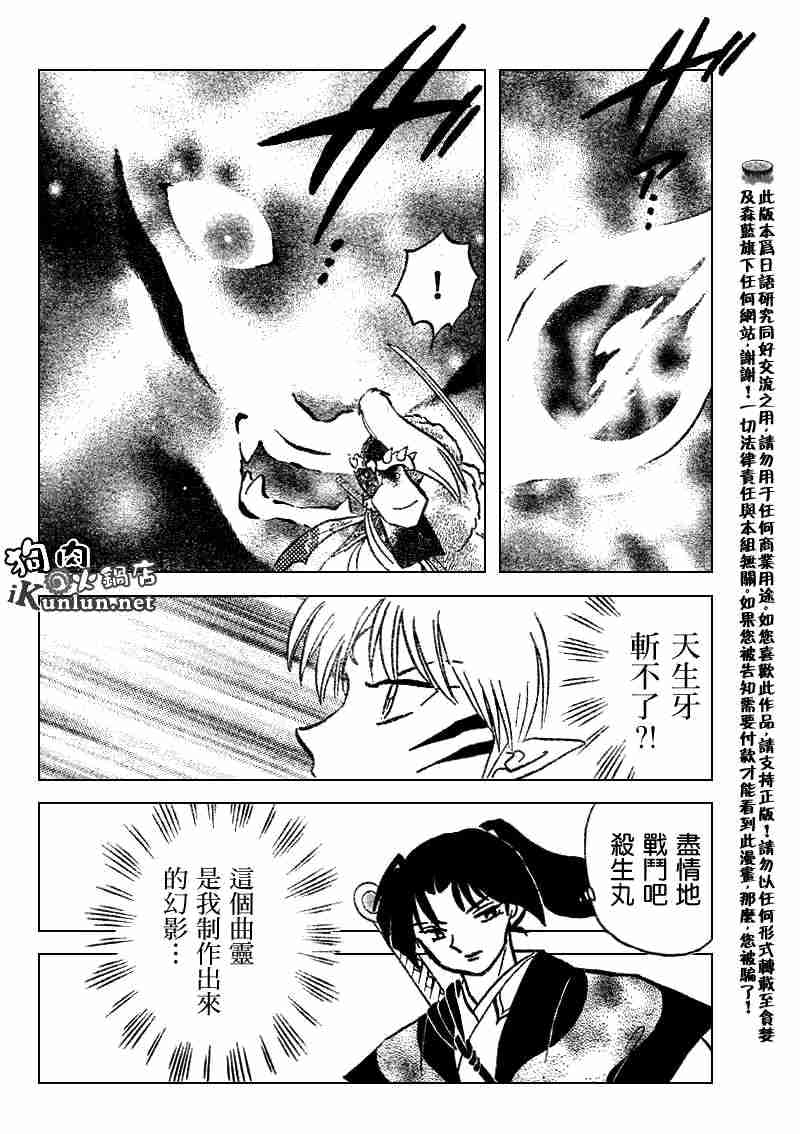 ザ
ザ
…
ザ
ザ
…
！
天生牙
斬不了?!
盡情地
戰鬥吧
殺生丸
這個曲靈
是我制作出來
的幻影…
此版本爲日語研究同好交流之用，請勿用于任何商業用途。如您喜歡此作品，請支持正版！請勿以任何形式轉載至貪婪
及森藍旗下任何網站，謝謝！一切法律責任與本組無關。如果您被告知需要付款才能看到此漫畫，那麼，您被騙了！
狗肉
火鍋店
iKunlun.net